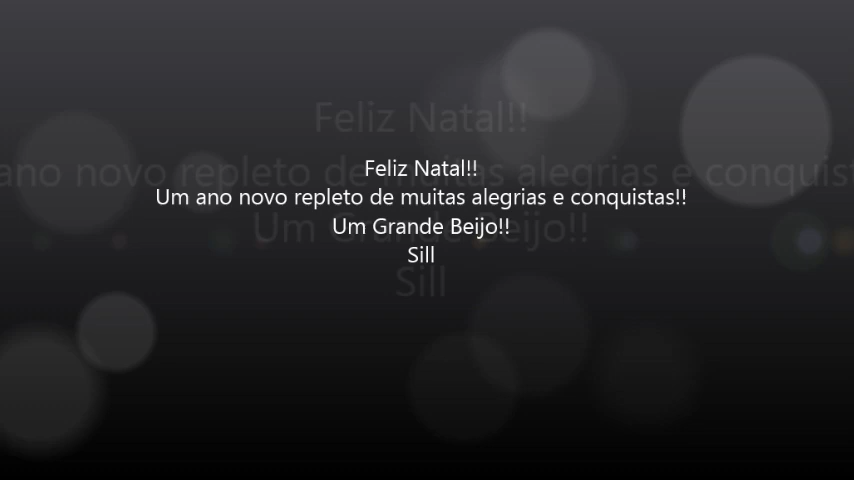 Feliz Natal!!
Um ano novo repleto de muitas alegrias e conquistas!!
Um Grande Beijo!!
Sill